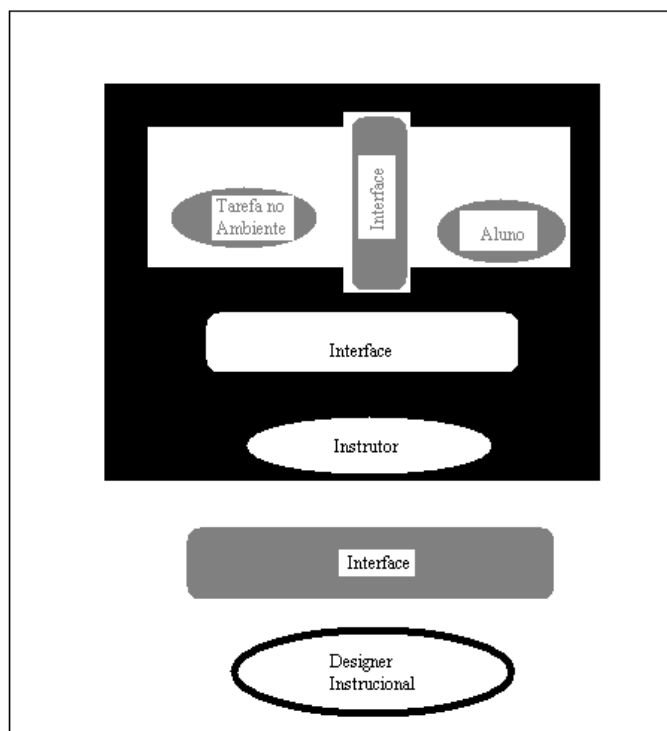 Tarefa no
Ambiente
Interface
Aluno
Interface
Instrutor
Interface
Designer
Instrucional